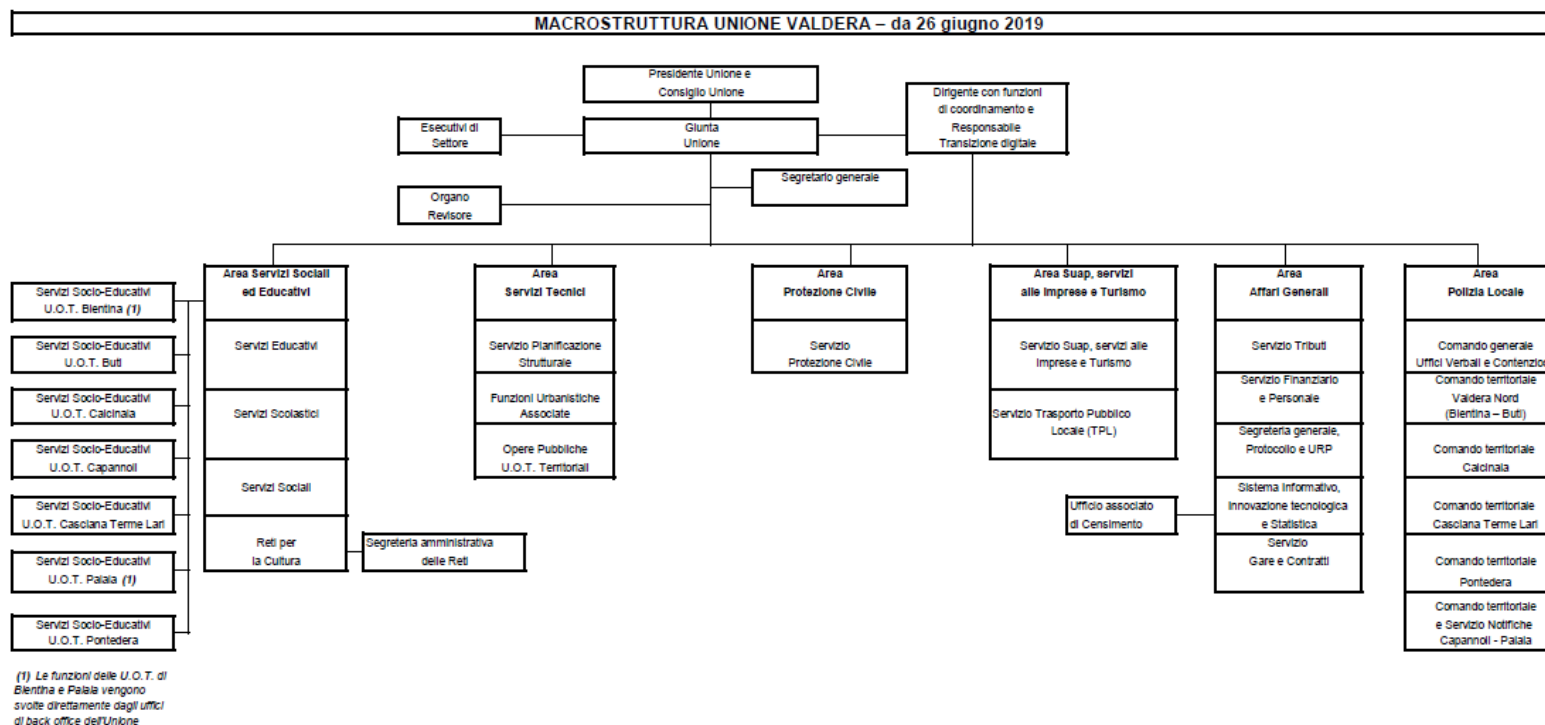 MACROSTRUTTURA UNIONE VALDERA – da 26 giugno 2019
Presidente Unione e
Consiglio Unione
Esecutivi di
Settore
Giunta
Unione
Dirigente con funzioni
di coordinamento e
Responsabile
Transizione digitale
Segretario generale
Organo
Revisore
Servizi Socio-Educativi
U.O.T. Bientina (1)
Servizi Socio-Educativi
U.O.T. Buti
Servizi Socio-Educativi
U.O.T. Calcinaia
Servizi Socio-Educativi
U.O.T. Capannoli
Servizi Socio-Educativi
U.O.T. Casciana Terme Lari
Servizi Socio-Educativi
U.O.T. Palaia (1)
Servizi Socio-Educativi
U.O.T. Pontedera
Area Servizi Sociali
ed Educativi
Servizi Educativi
Servizi Scolastici
Servizi Sociali
Reti per
la Cultura
Segreteria amministrativa
delle Reti
Area
Servizi Tecnici
Servizio Pianificazione
Strutturale
Funzioni Urbanistiche
Associate
Opere Pubbliche
U.O.T. Territoriali
Area
Protezione Civile
Servizio
Protezione Civile
Area Suap, servizi
alle Imprese e Turismo
Servizio Suap, servizi alle
Imprese e Turismo
Servizio Trasporto Pubblico
Locale (TPL)
Area
Affari Generali
Servizio Tributi
Servizio Finanziario
e Personale
Segreteria generale,
Protocollo e URP
Sistema Informativo,
Innovazione tecnologica
e Statistica
Servizio
Gare e Contratti
Ufficio associato
di Censimento
Area
Polizia Locale
Comando generale
Uffici Verbali e Contenzioso
Comando territoriale
Valdera Nord
(Bientina – Buti)
Comando territoriale
Calcinaia
Comando territoriale
Casciana Terme Lari
Comando territoriale
Pontedera
Comando territoriale
e Servizio Notifiche
Capannoli - Palaia
(1) Le funzioni delle U.O.T. di
Bientina e Palaia vengono
svolte direttamente dagli uffici
di back office dell'Unione